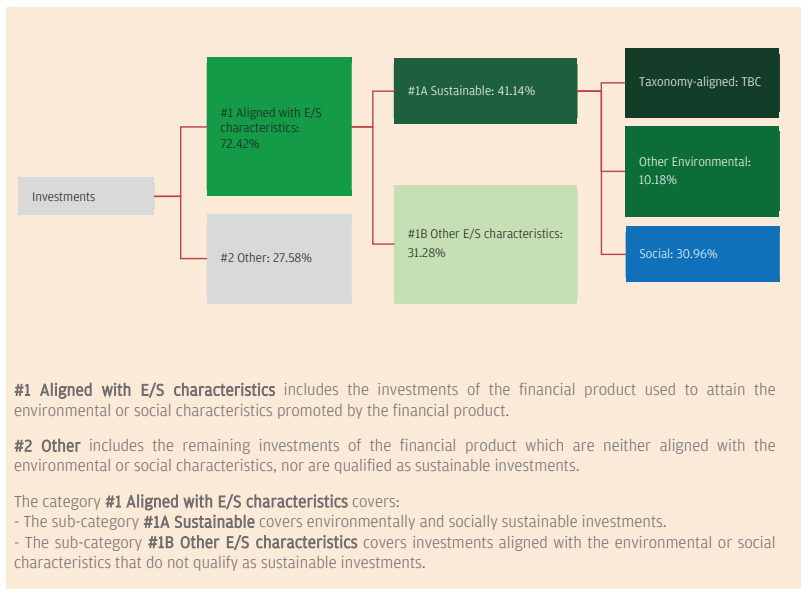 Investments
#1 Aligned with E/S
characteristics:
72.42%
#2 Other: 27.58%
#1A Sustainable: 41.14%
#1B Other E/S characteristics:
31.28%
Taxonomy-aligned: TBC
Other Environmental:
10.18%
Social: 30.96%
#1 Aligned with E/S characteristics includes the investments of the financial product used to attain the
environmental or social characteristics promoted by the financial product.
#2 Other includes the remaining investments of the financial product which are neither aligned with the
environmental or social characteristics, nor are qualified as sustainable investments.
The category #1 Aligned with E/S characteristics covers:
- The sub-category #1A Sustainable covers environmentally and socially sustainable investments.
- The sub-category #1B Other E/S characteristics covers investments aligned with the environmental or social
characteristics that do not qualify as sustainable investments.